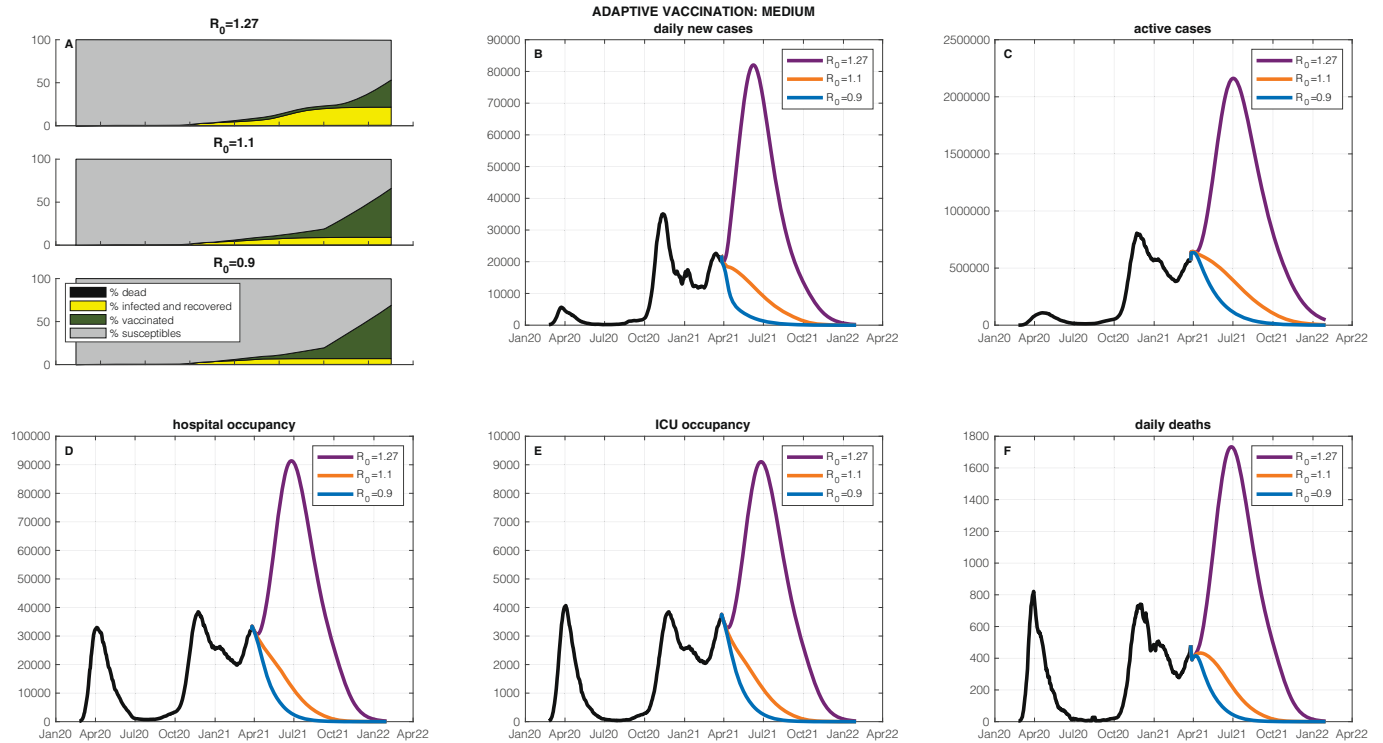 ADAPTIVE VACCINATION: MEDIUM
R0=1.27
A
100
50
0
R0=1.1
100
50
0
R0=0.9
100
50
0
% dead
% infected and recovered
% vaccinated
% susceptibles
daily new cases
B
R0=1.27
R0=1.1
R0=0.9
90000
80000
70000
60000
50000
40000
30000
20000
10000
0
Jan20 Apr20 Jul20 Oct20 Jan21 Apr21 Jul21 Oct21 Jan22 Apr22
active cases
C
R0=1.27
R0=1.1
R0=0.9
2500000
2000000
1500000
1000000
500000
0
Jan20 Apr20 Jul20 Oct20 Jan21 Apr21 Jul21 Oct21 Jan22 Apr22
hospital occupancy
D
R0=1.27
R0=1.1
R0=0.9
100000
90000
80000
70000
60000
50000
40000
30000
20000
10000
0
Jan20 Apr20 Jul20 Oct20 Jan21 Apr21 Jul21 Oct21 Jan22 Apr22
ICU occupancy
E
R0=1.27
R0=1.1
R0=0.9
10000
9000
8000
7000
6000
5000
4000
3000
2000
1000
0
Jan20 Apr20 Jul20 Oct20 Jan21 Apr21 Jul21 Oct21 Jan22 Apr22
daily deaths
F
R0=1.27
R0=1.1
R0=0.9
1800
1600
1400
1200
1000
800
600
400
200
0
Jan20 Apr20 Jul20 Oct20 Jan21 Apr21 Jul21 Oct21 Jan22 Apr22